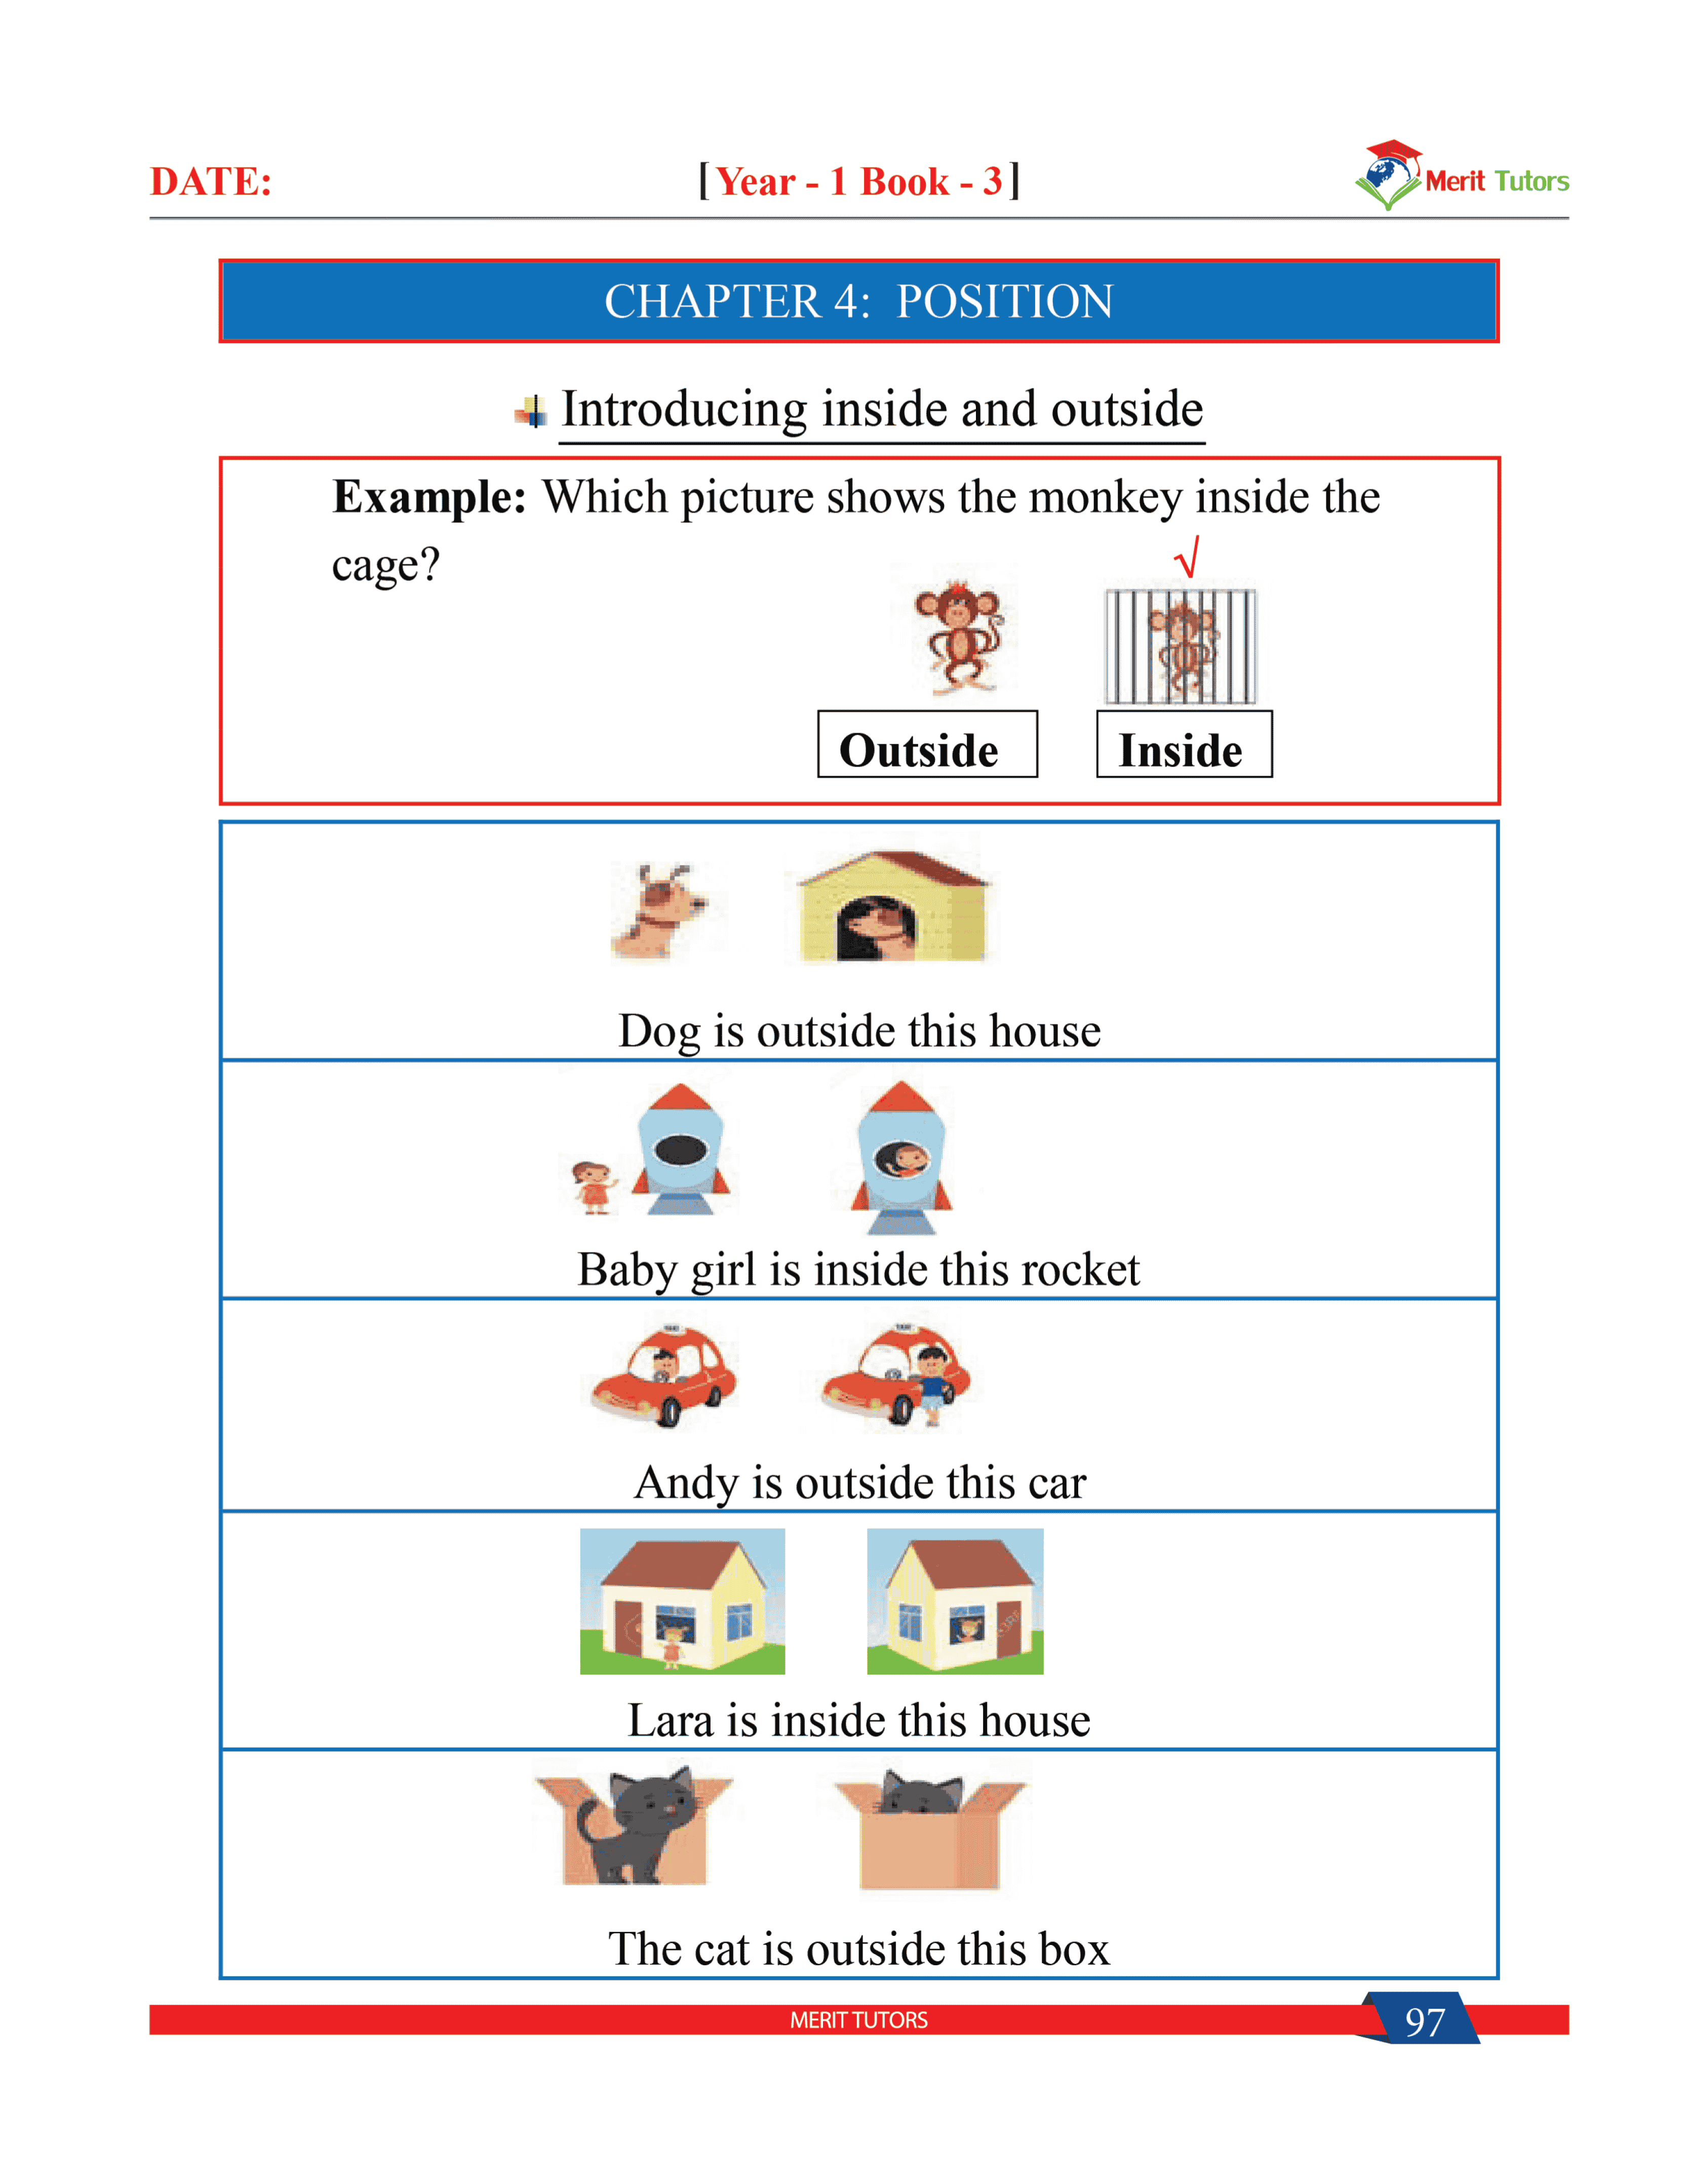 DATE:
[ Year - 1 Book - 3 ]
Merit Tutors
CHAPTER 4: POSITION
Introducing inside and outside
Example: Which picture shows the monkey inside the
cage?
√
Outside
Inside
Dog is outside this house
Baby girl is inside this rocket
Andy is outside this car
Lara is inside this house
The cat is outside this box
MERIT TUTORS
97